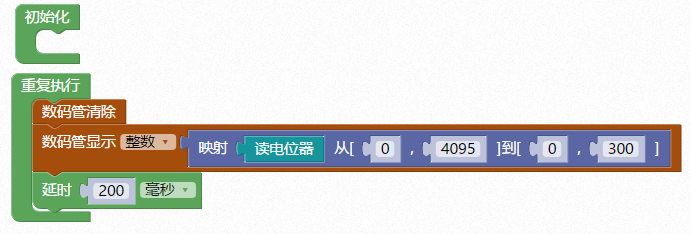 初始化
重复执行
数码管清除
数码管显示 整数 映射 读电位器 从[ 0 , 4095 ]到[ 0 , 300 ]
延时 200 毫秒